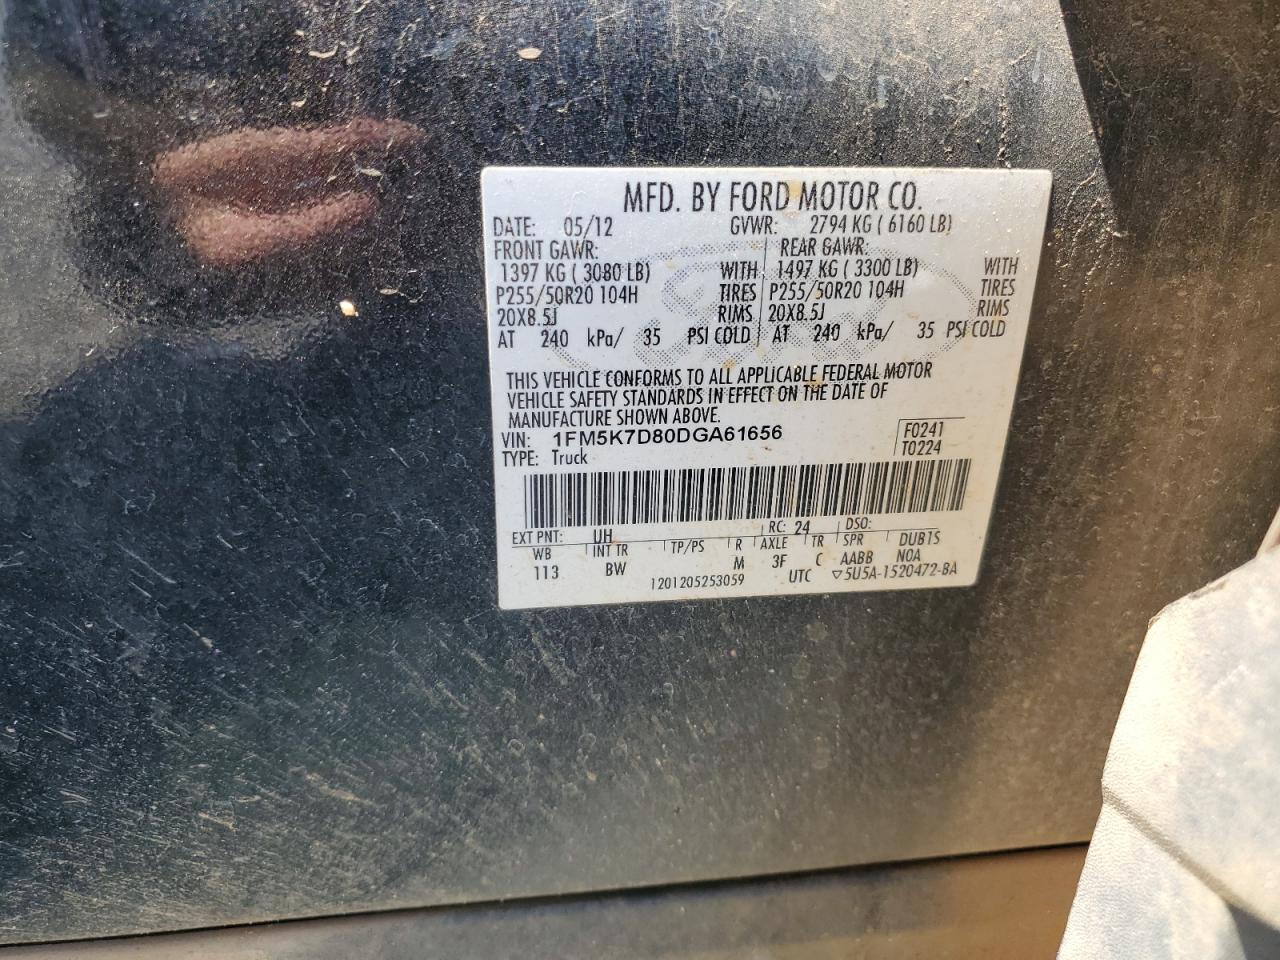 MFD. BY FORD MOTOR CO.
DATE: 05/12 GVWR: 2794 KG ( 6160 LB)
FRONT GAWR: REAR GAWR:
1397 KG ( 3080 LB) WITH 1497 KG ( 3300 LB) WITH
P255/50R20 104H TIRES P255/50R20 104H TIRES
20X8.5J RIMS 20X8.5J RIMS
AT 240 kPa/ 35 PSI COLD AT 240 kPa/ 35 PSI COLD
THIS VEHICLE CONFORMS TO ALL APPLICABLE FEDERAL MOTOR
VEHICLE SAFETY STANDARDS IN EFFECT ON THE DATE OF
MANUFACTURE SHOWN ABOVE.
VIN: 1FM5K7D80DGA61656 F0241
TYPE: Truck T0224
EXT PNT: UH RC: 24 DSO:
WB INT TR TP/PS R AXLE TR SPR DUB1S
113 BW M 3F C AABB N0A
1201205253059 UTC ▽5U5A-1520472-BA